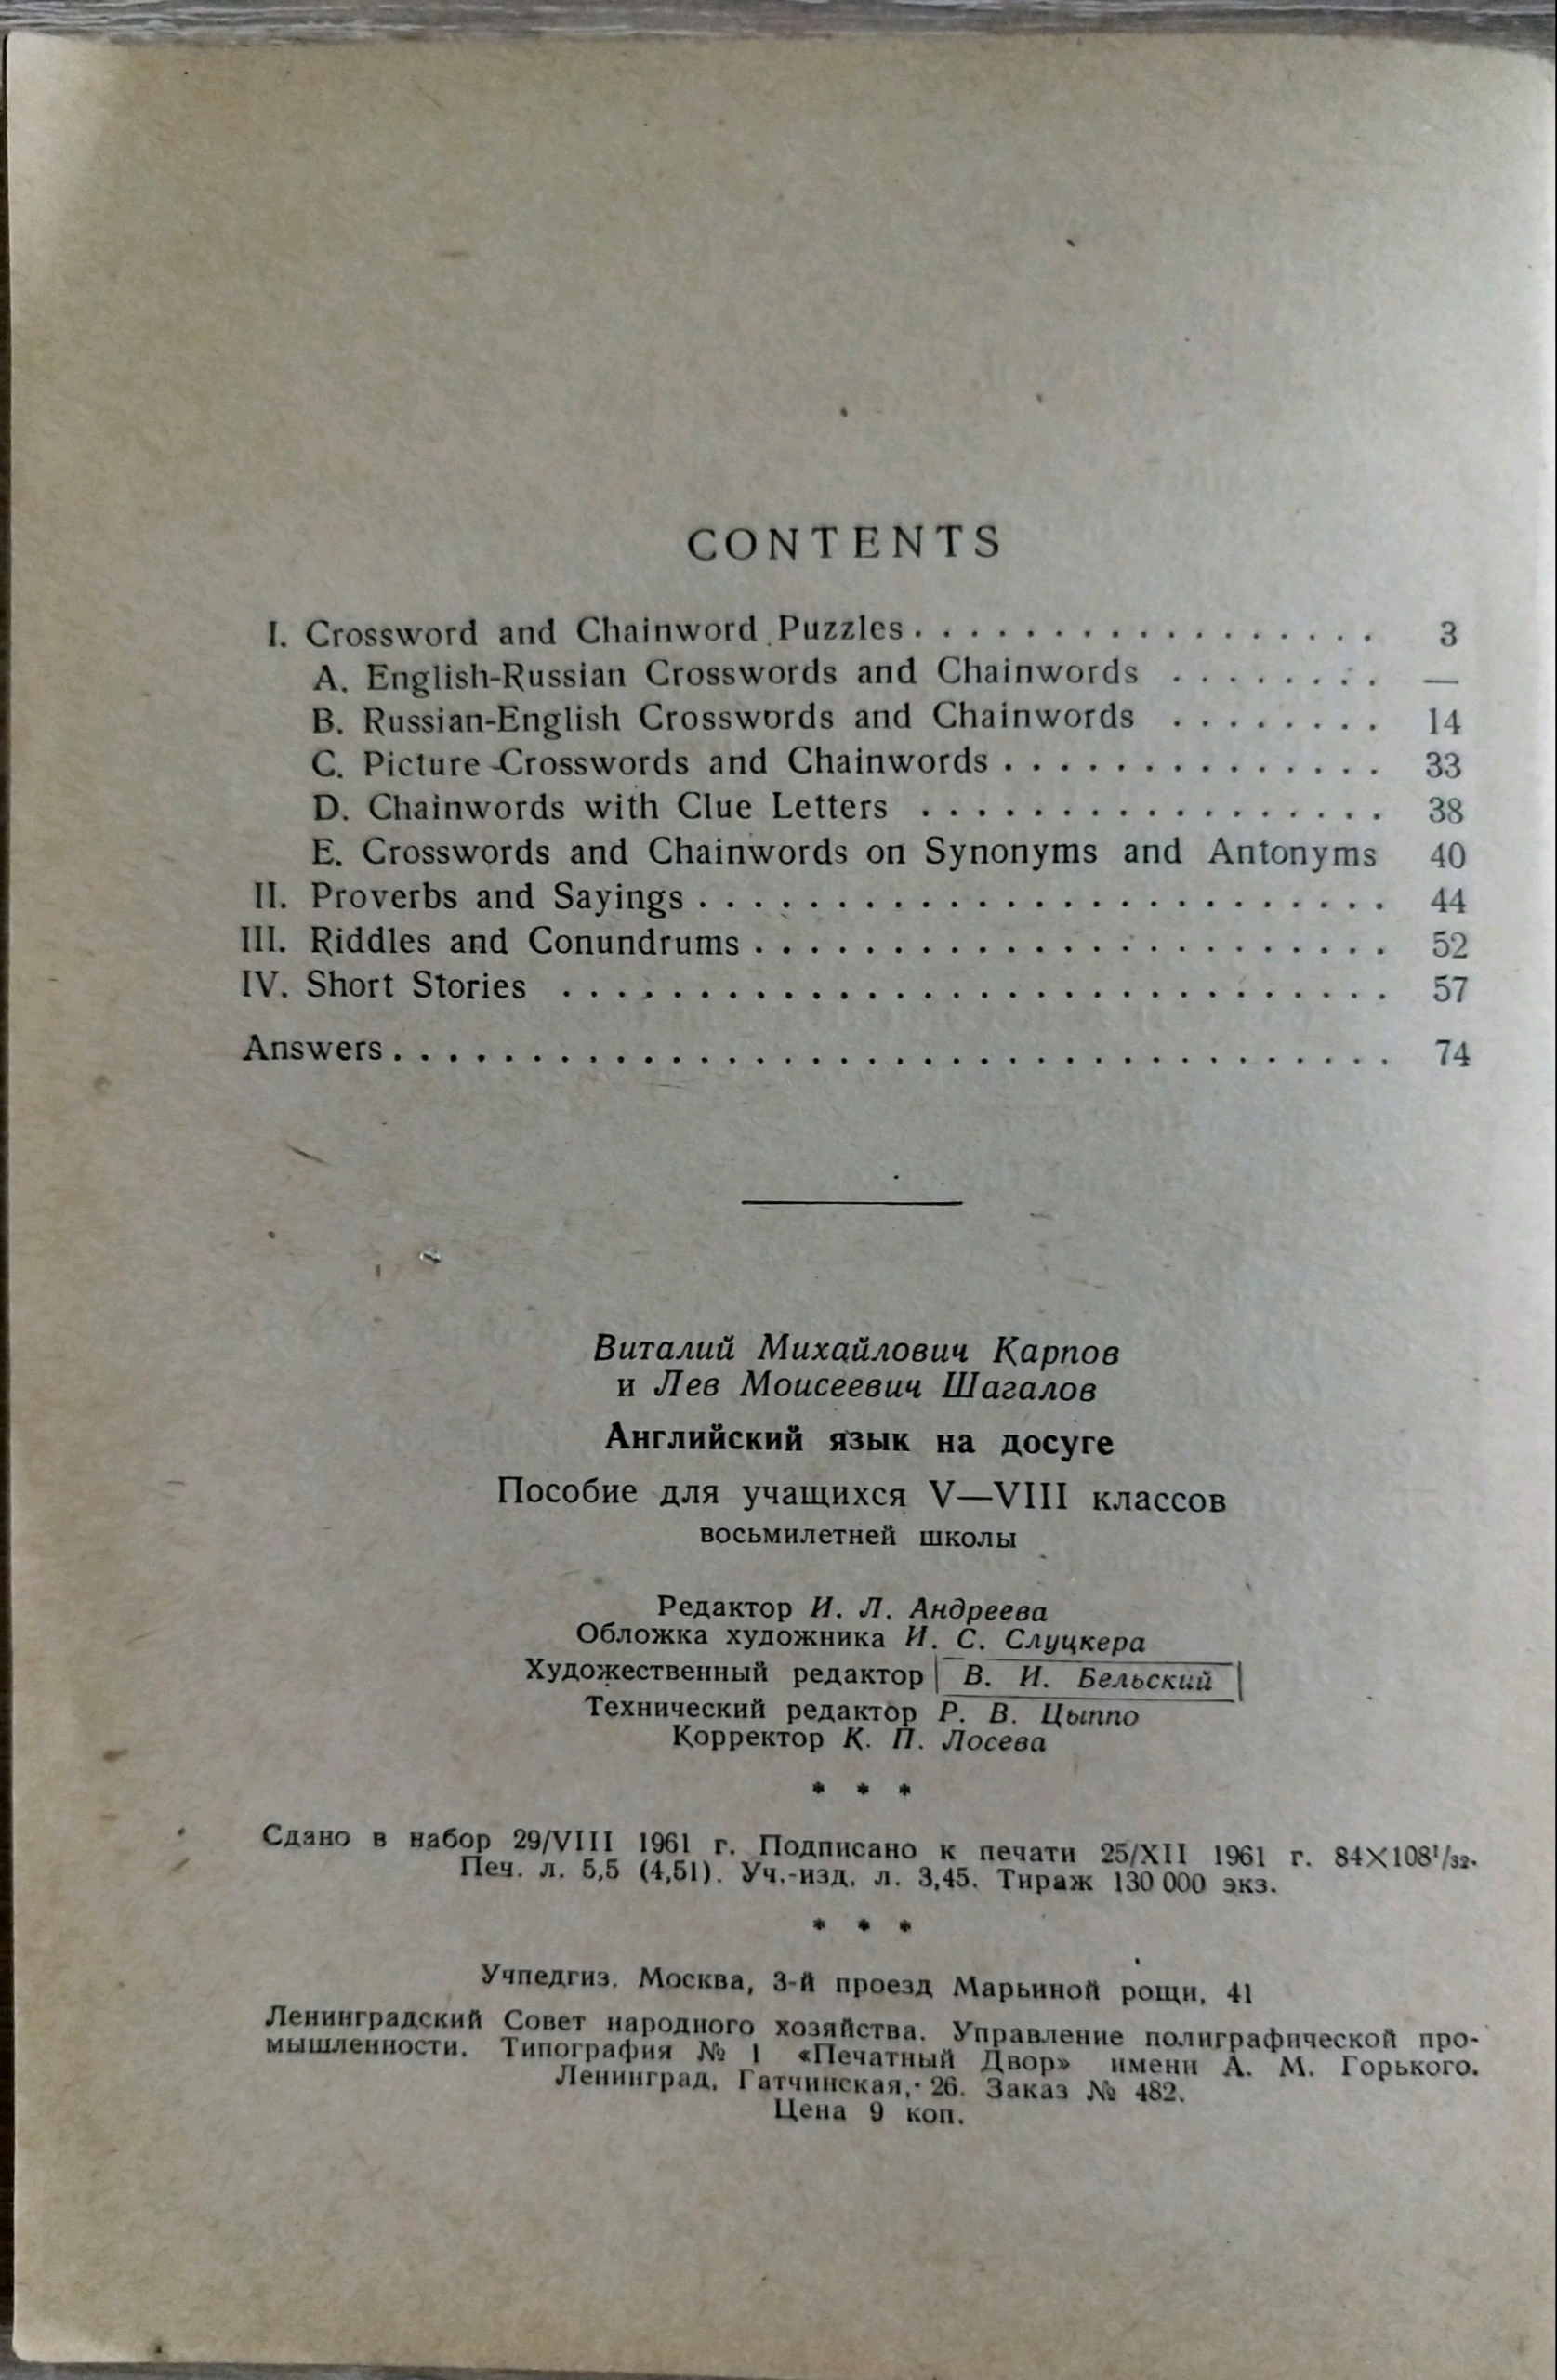 CONTENTS
I. Crossword and Chainword Puzzles . . . . . . . . . . . . . . . . . 3
A. English-Russian Crosswords and Chainwords . . . . . . . . —
B. Russian-English Crosswords and Chainwords . . . . . . . . 14
C. Picture Crosswords and Chainwords . . . . . . . . . . . . . . 33
D. Chainwords with Clue Letters . . . . . . . . . . . . . . . . . 38
E. Crosswords and Chainwords on Synonyms and Antonyms 40
II. Proverbs and Sayings . . . . . . . . . . . . . . . . . . . . . . . . . 44
III. Riddles and Conundrums . . . . . . . . . . . . . . . . . . . . . . . 52
IV. Short Stories . . . . . . . . . . . . . . . . . . . . . . . . . . . . . . 57
Answers . . . . . . . . . . . . . . . . . . . . . . . . . . . . . . . . . . . . 74
Виталий Михайлович Карпов
и Лев Моисеевич Шагалов
Английский язык на досуге
Пособие для учащихся V—VIII классов
восьмилетней школы
Редактор И. Л. Андреева
Обложка художника И. С. Слуцкера
Художественный редактор В. И. Бельский
Технический редактор Р. В. Цыппо
Корректор К. П. Лосева
* * *
Сдано в набор 29/VIII 1961 г. Подписано к печати 25/XII 1961 г. 84×108¹/₃₂.
Печ. л. 5,5 (4,51). Уч.-изд. л. 3,45. Тираж 130 000 экз.
* * *
Учпедгиз. Москва, 3-й проезд Марьиной рощи, 41
Ленинградский Совет народного хозяйства. Управление полиграфической про-
мышленности. Типография № 1 «Печатный Двор» имени А. М. Горького.
Ленинград, Гатчинская, 26. Заказ № 482.
Цена 9 коп.